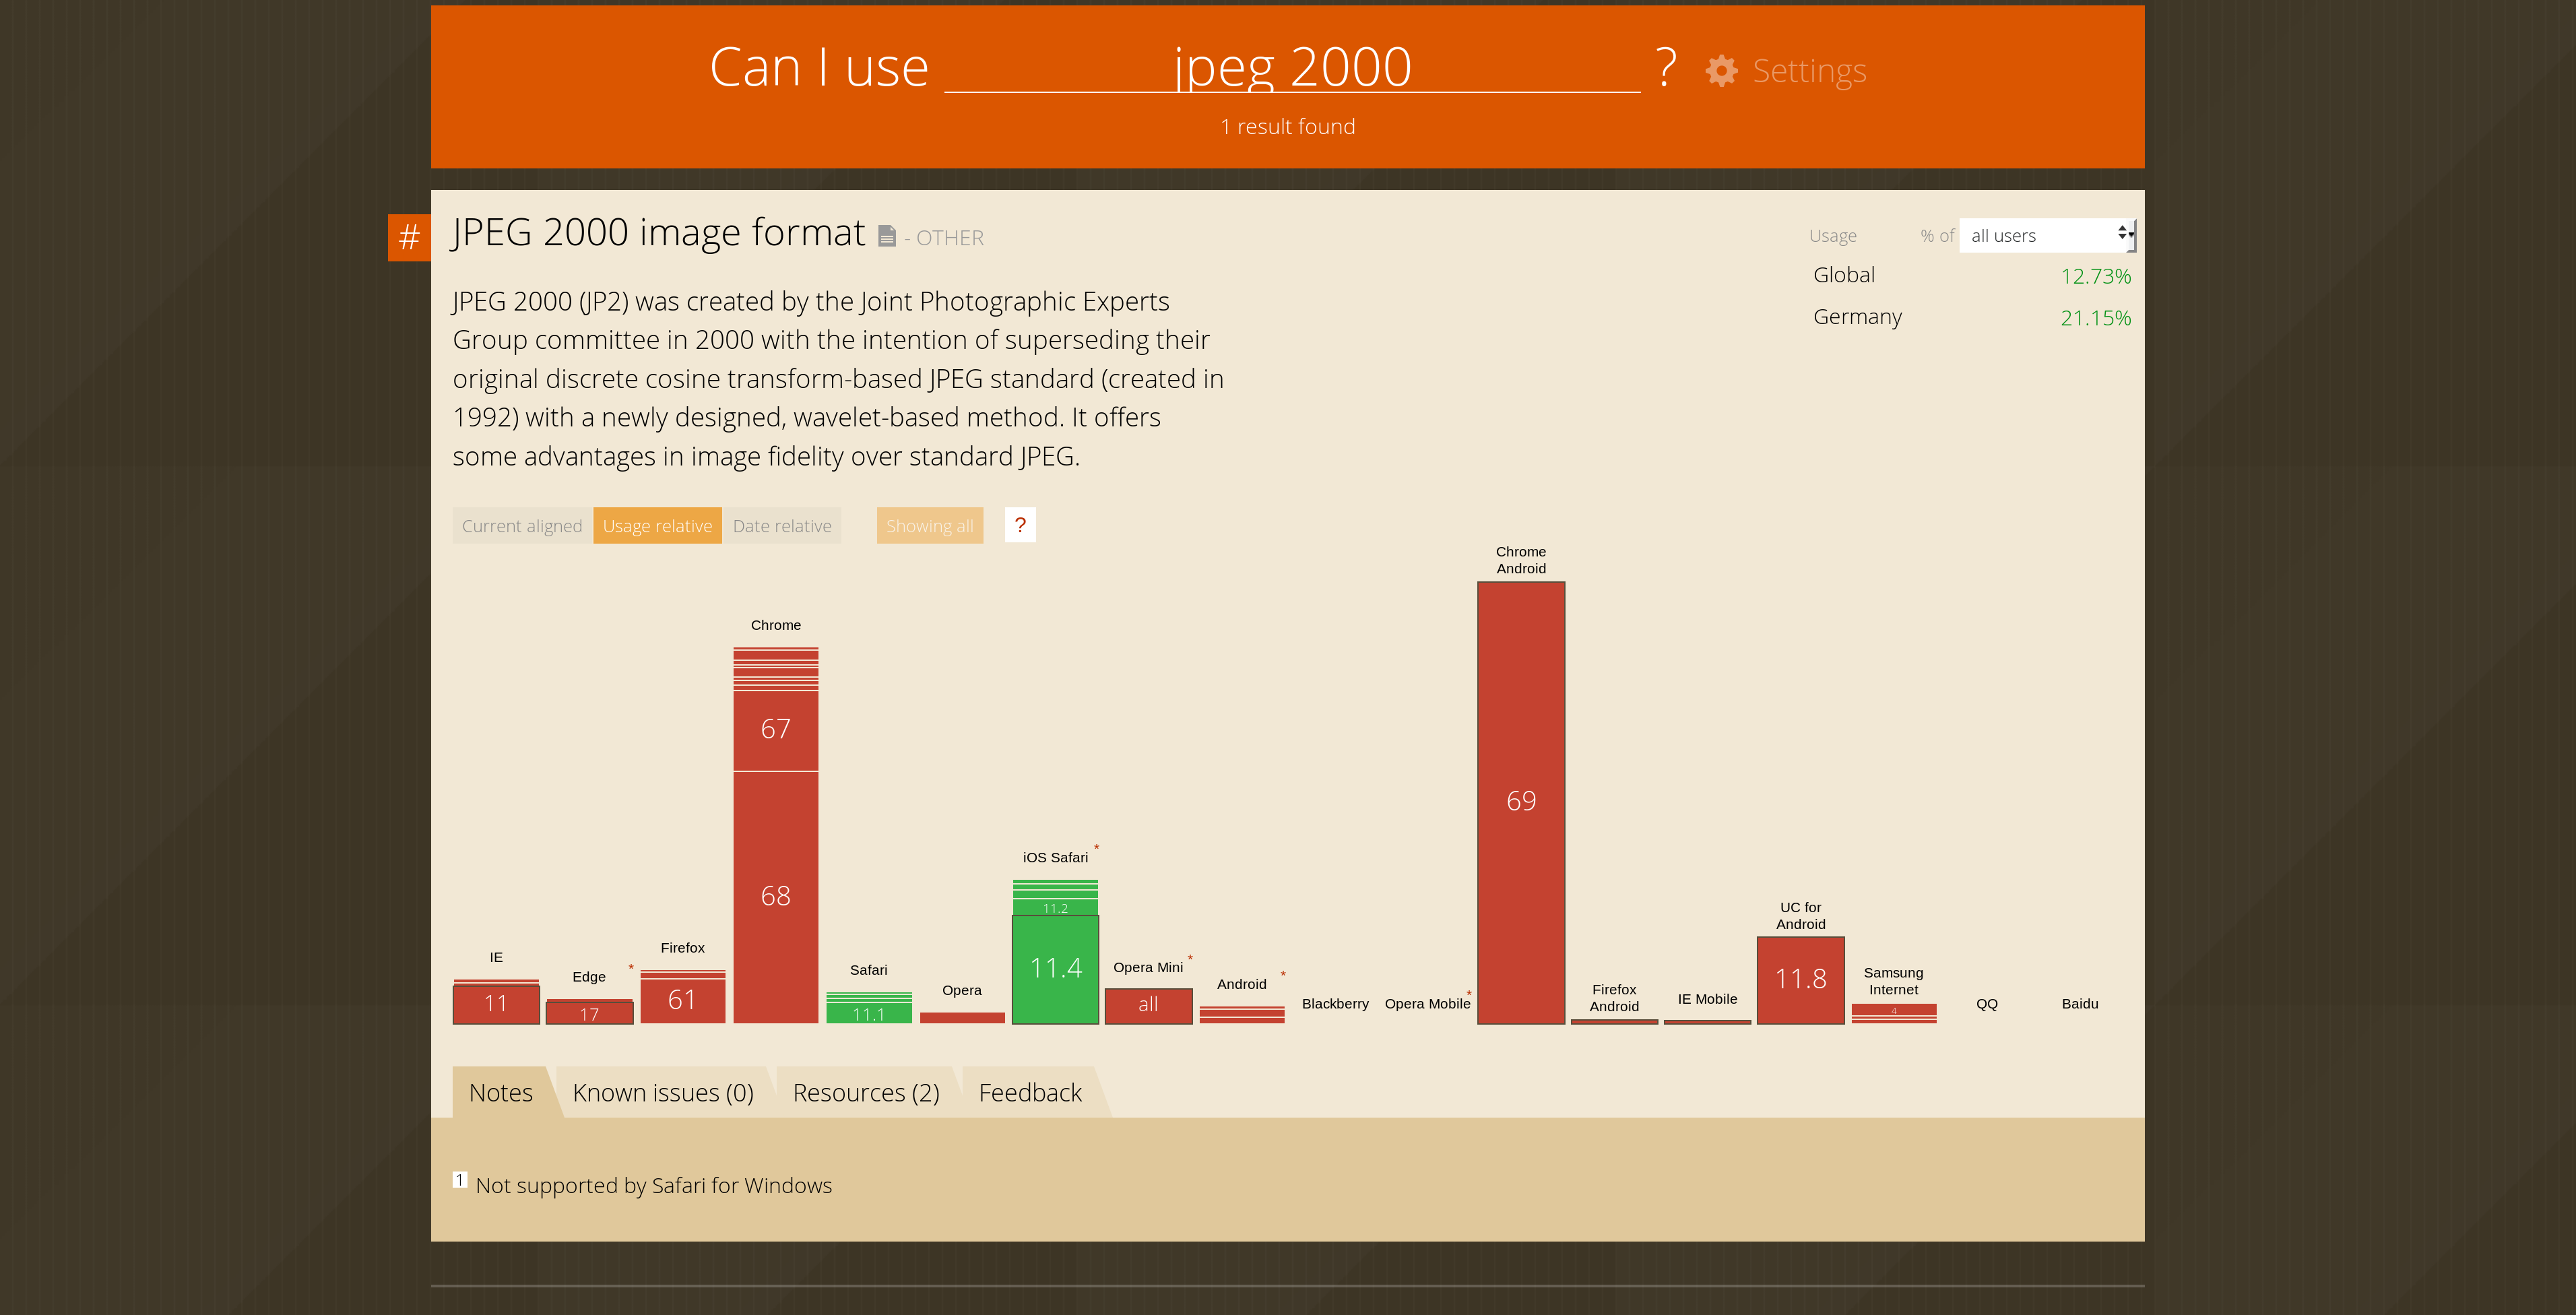 Can I use jpeg 2000 ? Settings
1 result found
#
JPEG 2000 image format - OTHER
Usage % of all users
Global 12.73%
Germany 21.15%
JPEG 2000 (JP2) was created by the Joint Photographic Experts
Group committee in 2000 with the intention of superseding their
original discrete cosine transform-based JPEG standard (created in
1992) with a newly designed, wavelet-based method. It offers
some advantages in image fidelity over standard JPEG.
Current aligned Usage relative Date relative Showing all ?
IE
11
Edge *
17
Firefox
61
Chrome
67
68
Safari
11.1
Opera
iOS Safari *
11.2
11.4
Opera Mini *
all
Android *
Blackberry
Opera Mobile *
Chrome
Android
69
Firefox
Android
IE Mobile
UC for
Android
11.8
Samsung
Internet
4
QQ
Baidu
Notes Known issues (0) Resources (2) Feedback
1 Not supported by Safari for Windows